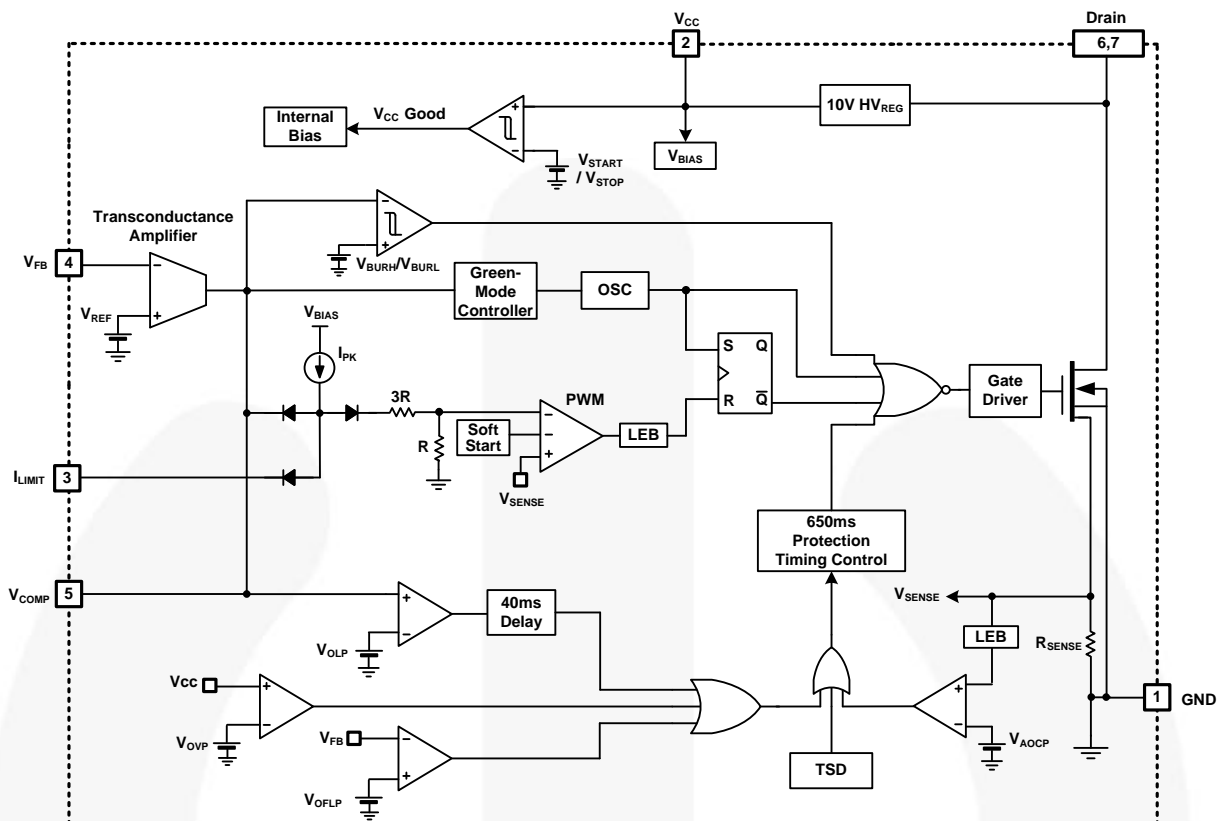 VCC
Drain
2
6,7
10V HVREG
VCC Good
Internal
Bias
+
−
VSTART
/ VSTOP
VBIAS
Transconductance
Amplifier
−
+
VBURH/VBURL
VFB
4
−
+
VREF
Green-
Mode
Controller
OSC
VBIAS
IPK
S
Q
R
Q
Gate
Driver
3R
R
PWM
Soft
Start
−
−
+
LEB
VSENSE
ILIMIT
3
650ms
Protection
Timing Control
VCOMP
5
+
−
VOLP
40ms
Delay
VSENSE
LEB
RSENSE
Vcc
+
−
VOVP
VFB
−
+
VOFLP
TSD
+
−
VAOCP
1
GND